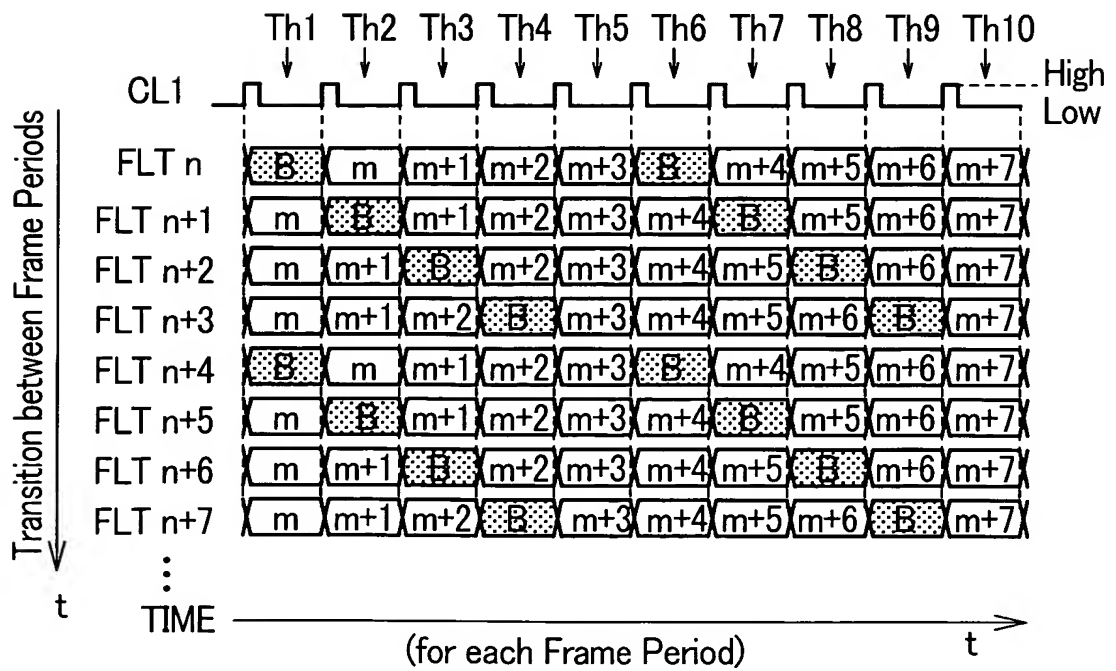 Th1 Th2 Th3 Th4 Th5 Th6 Th7 Th8 Th9 Th10
CL1
High
Low
Transition between Frame Periods
t
FLT n B m m+1 m+2 m+3 B m+4 m+5 m+6 m+7
FLT n+1 m B m+1 m+2 m+3 m+4 B m+5 m+6 m+7
FLT n+2 m m+1 B m+2 m+3 m+4 m+5 B m+6 m+7
FLT n+3 m m+1 m+2 B m+3 m+4 m+5 m+6 B m+7
FLT n+4 B m m+1 m+2 m+3 B m+4 m+5 m+6 m+7
FLT n+5 m B m+1 m+2 m+3 m+4 B m+5 m+6 m+7
FLT n+6 m m+1 B m+2 m+3 m+4 m+5 B m+6 m+7
FLT n+7 m m+1 m+2 B m+3 m+4 m+5 m+6 B m+7
TIME
(for each Frame Period)
t